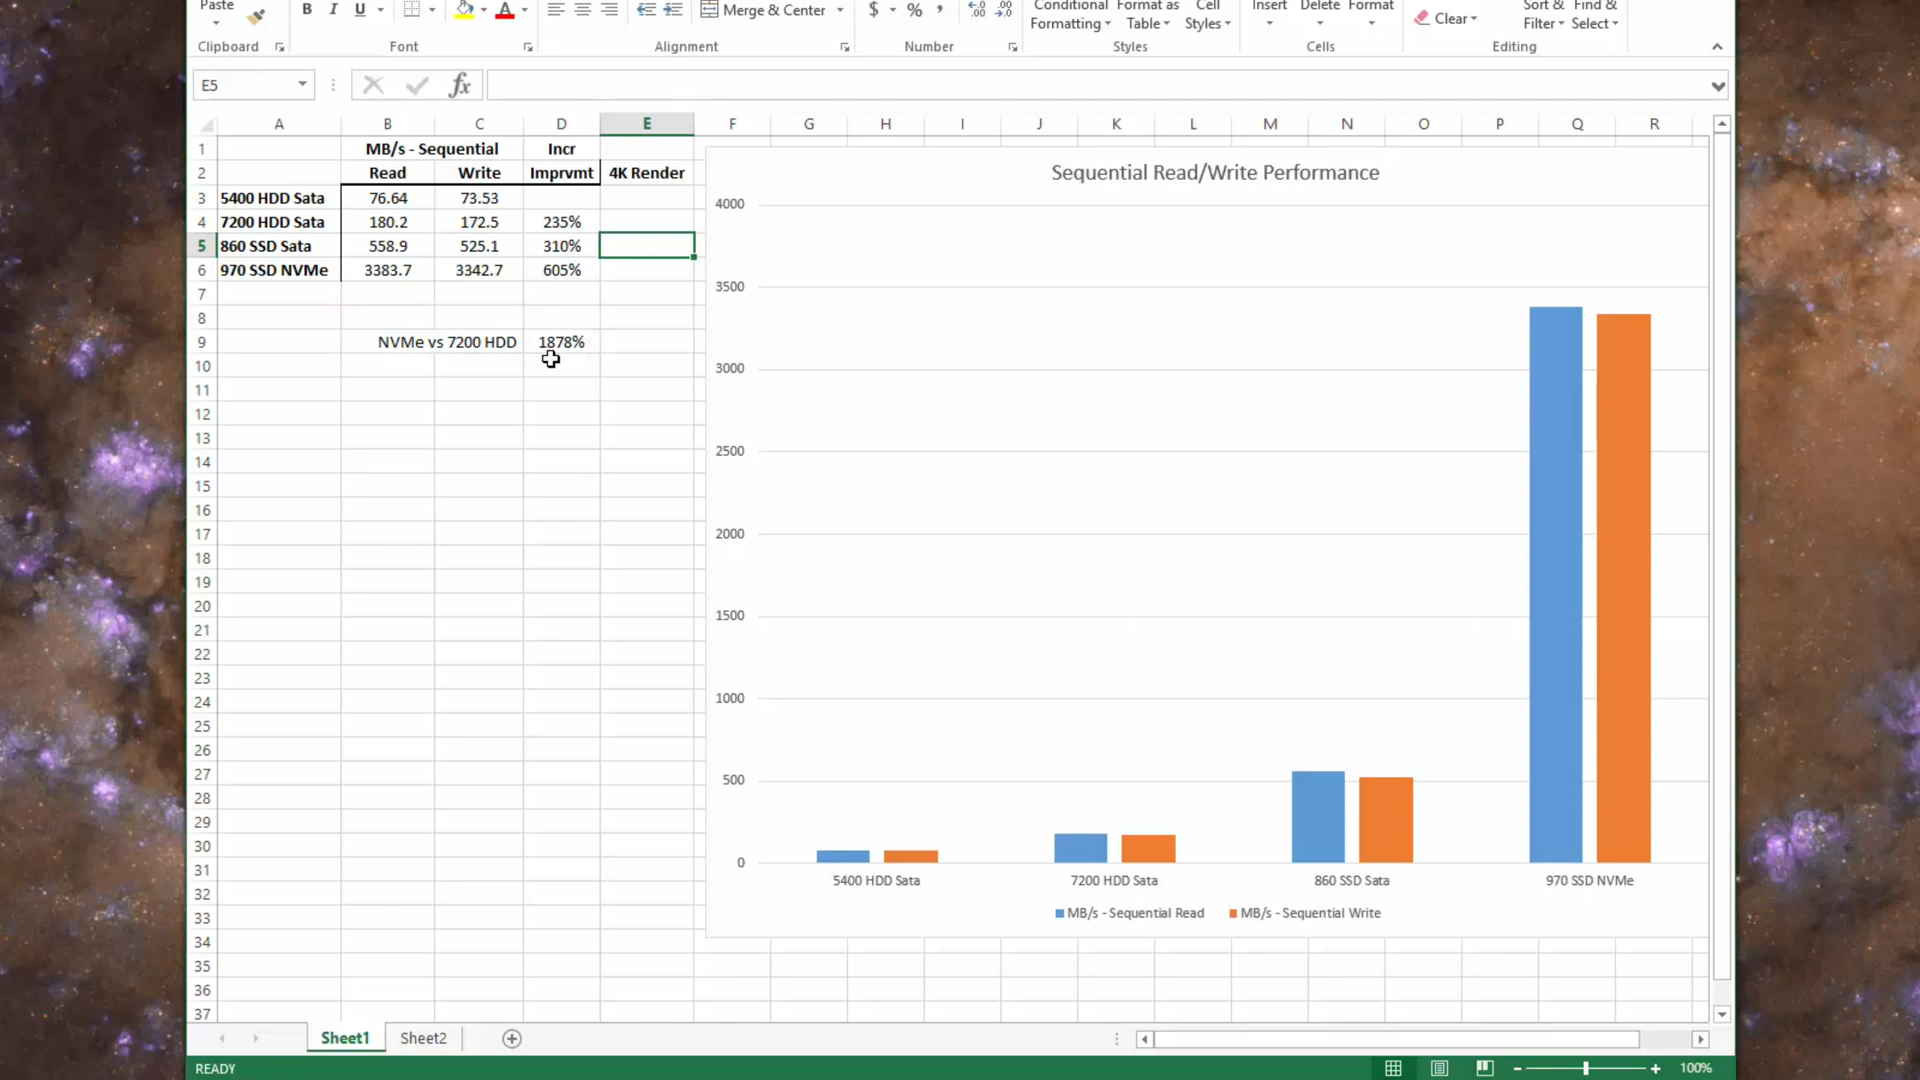 Paste
B I U A
Merge & Center
$ % , .0 .00 .00 .0
Conditional Formatting
Format as Table
Cell Styles
Insert Delete Format
Clear
Sort & Filter
Find & Select
Clipboard Font Alignment Number Styles Cells Editing
E5 fx
A B C D E F G H I J K L M N O P Q R
1 MB/s - Sequential Incr
2 Read Write Imprvmt 4K Render
3 5400 HDD Sata 76.64 73.53
4 7200 HDD Sata 180.2 172.5 235%
5 860 SSD Sata 558.9 525.1 310%
6 970 SSD NVMe 3383.7 3342.7 605%
7
8
9 NVMe vs 7200 HDD 1878%
10
11
12
13
14
15
16
17
18
19
20
21
22
23
24
25
26
27
28
29
30
31
32
33
34
35
36
37
Sequential Read/Write Performance
4000
3500
3000
2500
2000
1500
1000
500
0
5400 HDD Sata 7200 HDD Sata 860 SSD Sata 970 SSD NVMe
MB/s - Sequential Read MB/s - Sequential Write
Sheet1 Sheet2
READY 100%